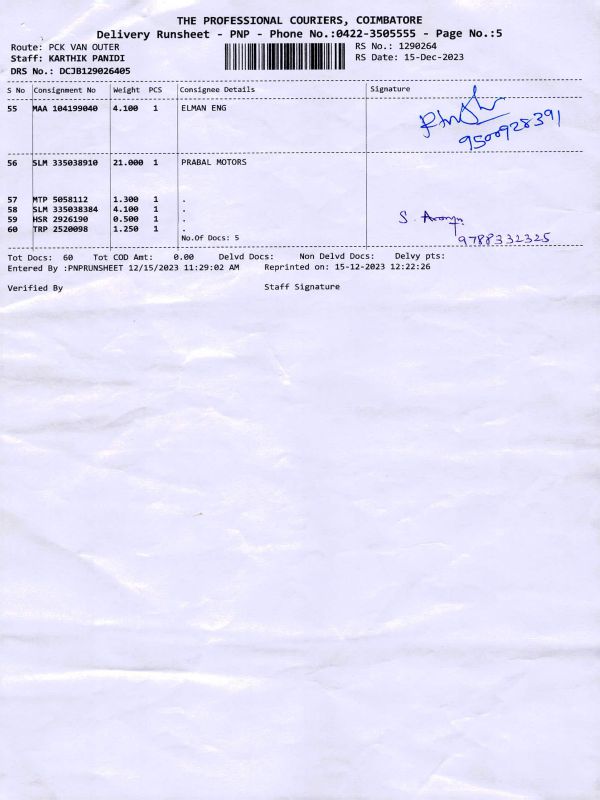 THE PROFESSIONAL COURIERS, COIMBATORE
Delivery Runsheet - PNP - Phone No.:0422-3505555 - Page No.:5
Route: PCK VAN OUTER RS No.: 1290264
Staff: KARTHIK PANIDI RS Date: 15-Dec-2023
DRS No.: DCJB129026405
S No Consignment No Weight PCS Consignee Details Signature
55 MAA 104199040 4.100 1 ELMAN ENG
9500928391
56 SLM 335038910 21.000 1 PRABAL MOTORS
57 MTP 5058112 1.300 1 .
58 SLM 335038384 4.100 1 .
59 HSR 2926190 0.500 1 . S.
60 TRP 2520098 1.250 1 .
No.Of Docs: 5 9788332325
Tot Docs: 60 Tot COD Amt: 0.00 Delvd Docs: Non Delvd Docs: Delvy pts:
Entered By :PNPRUNSHEET 12/15/2023 11:29:02 AM Reprinted on: 15-12-2023 12:22:26
Verified By Staff Signature